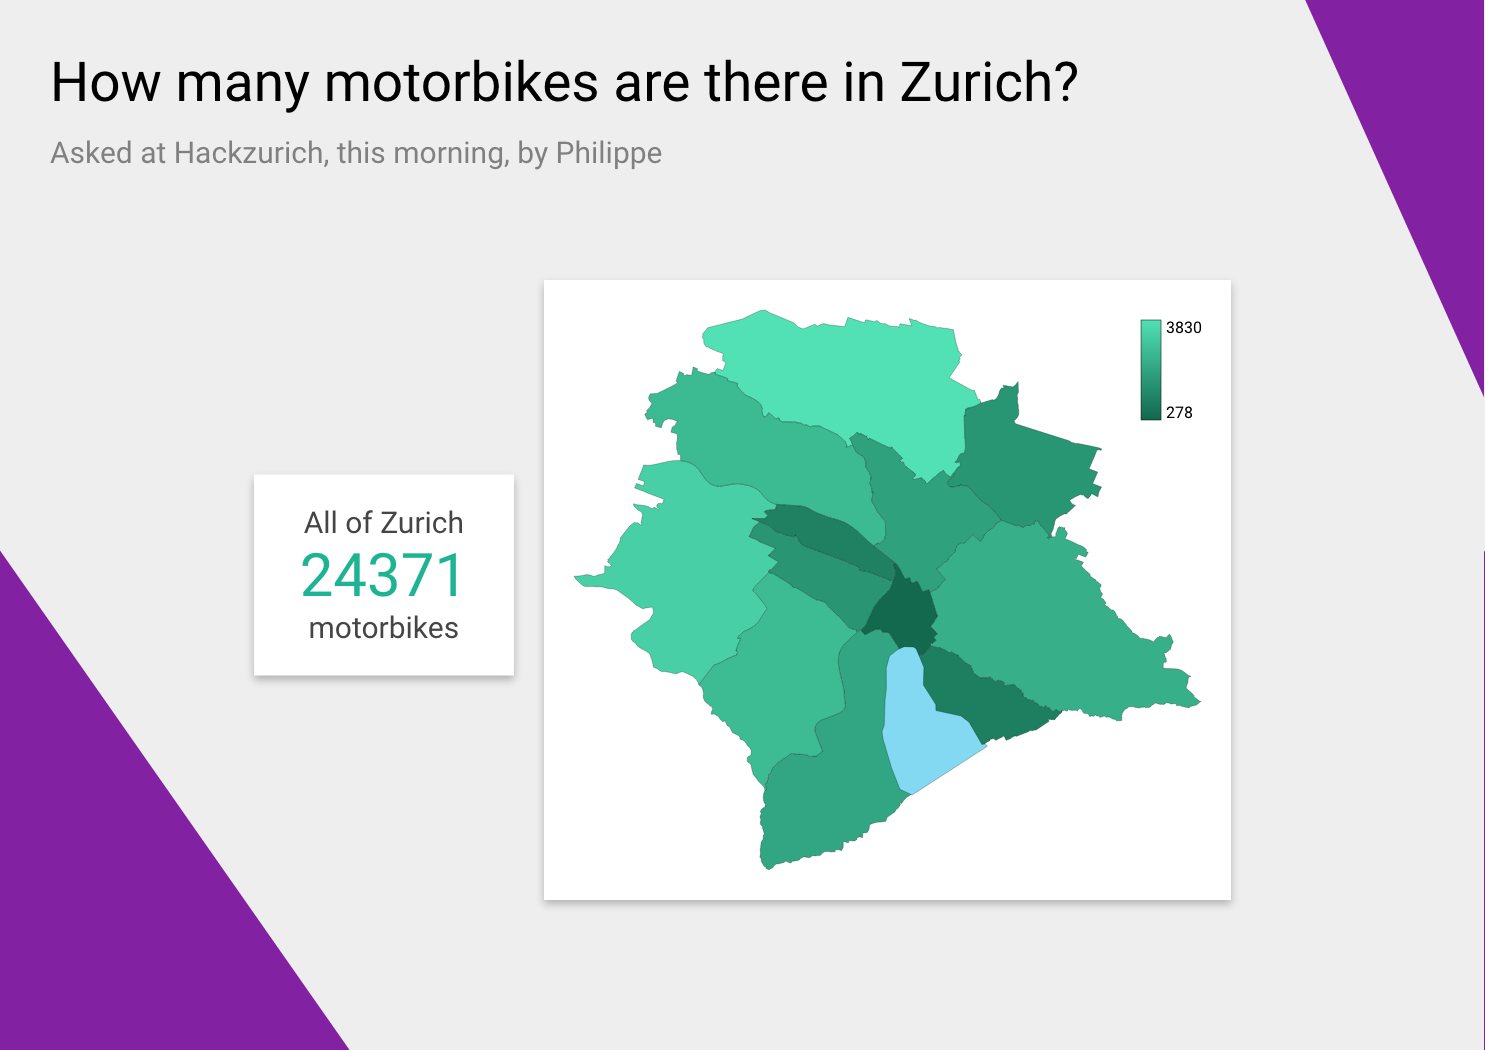 How many motorbikes are there in Zurich?
Asked at Hackzurich, this morning, by Philippe
All of Zurich
24371
motorbikes
3830
278